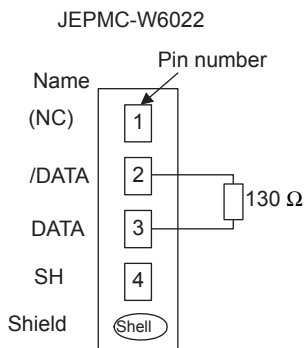 JEPMC-W6022
Pin number
Name
(NC) 1
/DATA 2
130 Ω
DATA 3
SH 4
Shield Shell